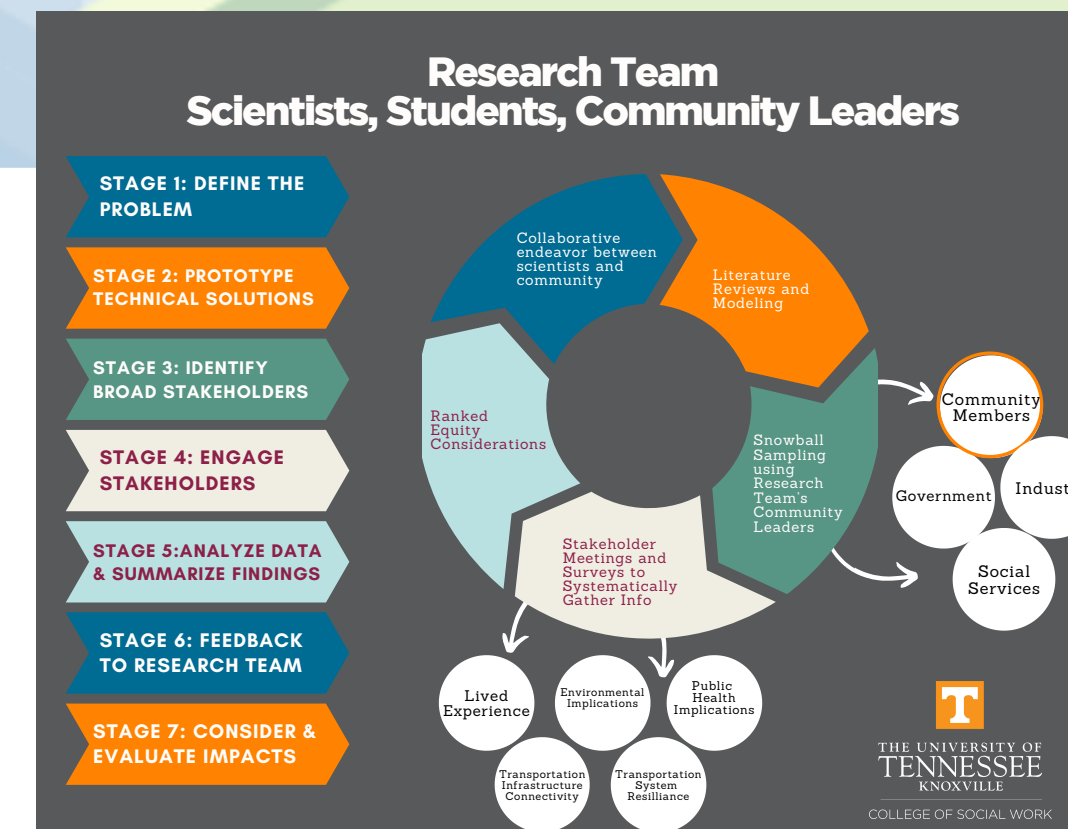 Research Team
Scientists, Students, Community Leaders
STAGE 1: DEFINE THE
PROBLEM
STAGE 2: PROTOTYPE
TECHNICAL SOLUTIONS
STAGE 3: IDENTIFY
BROAD STAKEHOLDERS
STAGE 4: ENGAGE
STAKEHOLDERS
STAGE 5:ANALYZE DATA
& SUMMARIZE FINDINGS
STAGE 6: FEEDBACK
TO RESEARCH TEAM
STAGE 7: CONSIDER &
EVALUATE IMPACTS
Collaborative
endeavor between
scientists and
community
Literature
Reviews and
Modeling
Snowball
Sampling
using
Research
Team's
Community
Leaders
Stakeholder
Meetings and
Surveys to
Systematically
Gather Info
Ranked
Equity
Considerations
Community
Members
Government
Indust
Social
Services
Lived
Experience
Environmental
Implications
Public
Health
Implications
Transportation
Infrastructure
Connectivity
Transportation
System
Resilliance
T
THE UNIVERSITY OF
TENNESSEE
KNOXVILLE
COLLEGE OF SOCIAL WORK